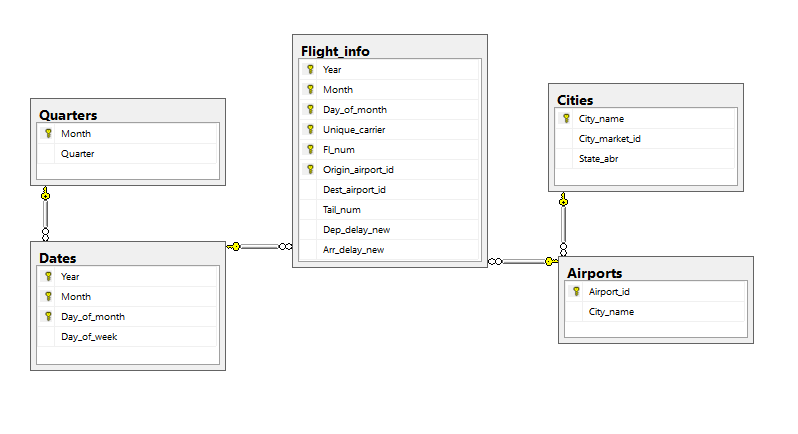 Flight_info
Year
Month
Day_of_month
Unique_carrier
Fl_num
Origin_airport_id
Dest_airport_id
Tail_num
Dep_delay_new
Arr_delay_new
Quarters
Month
Quarter
Dates
Year
Month
Day_of_month
Day_of_week
Cities
City_name
City_market_id
State_abr
Airports
Airport_id
City_name